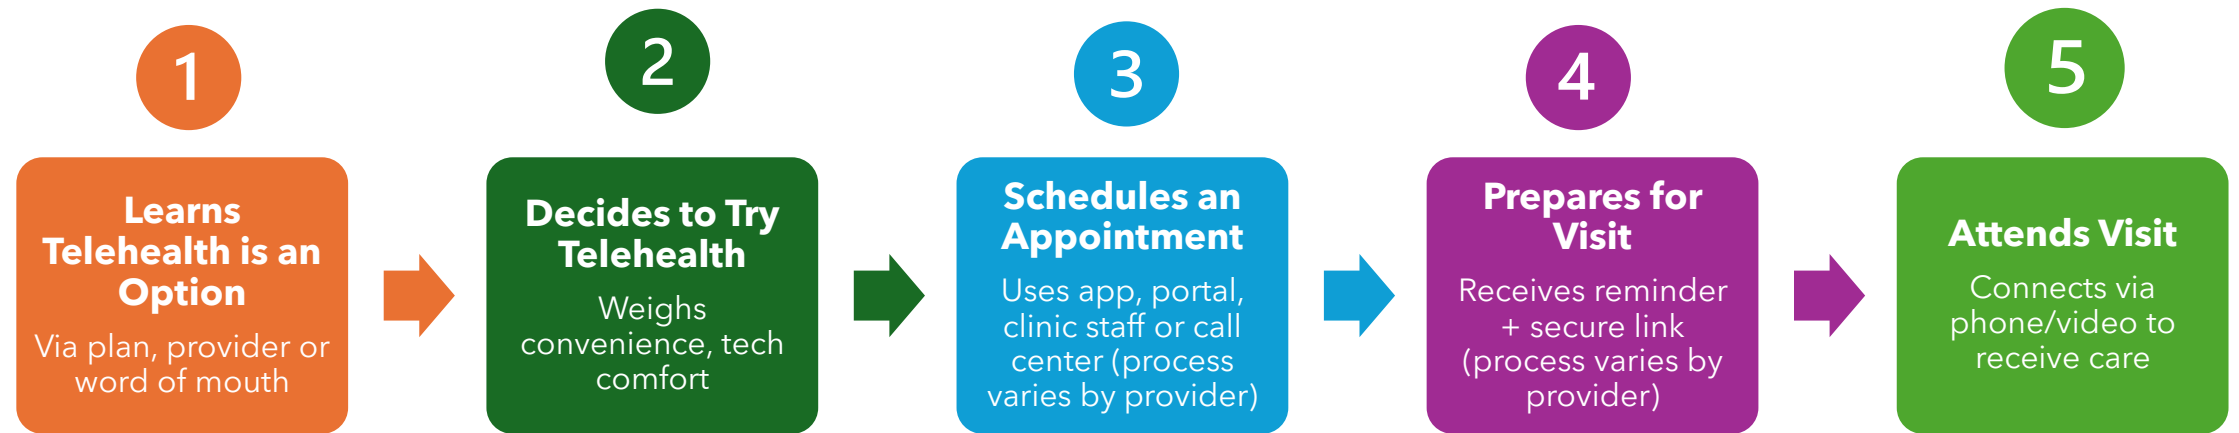 1
Learns
Telehealth is an
Option
Via plan, provider or
word of mouth
2
Decides to Try
Telehealth
Weighs
convenience, tech
comfort
3
Schedules an
Appointment
Uses app, portal,
clinic staff or call
center (process
varies by provider)
4
Prepares for
Visit
Receives reminder
+ secure link
(process varies by
provider)
5
Attends Visit
Connects via
phone/video to
receive care